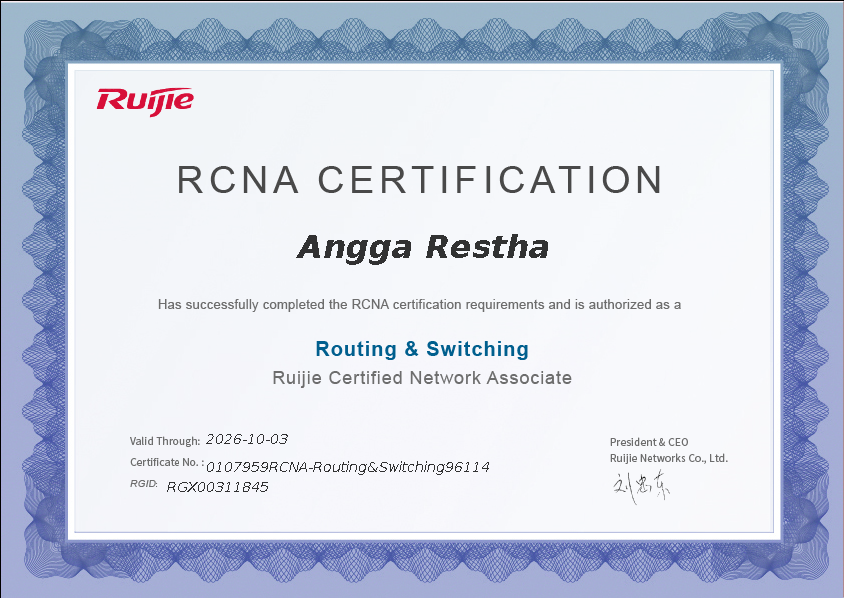 Ruijie
RCNA CERTIFICATION
Angga Restha
Has successfully completed the RCNA certification requirements and is authorized as a
Routing & Switching
Ruijie Certified Network Associate
Valid Through: 2026-10-03
Certificate No. : 0107959RCNA-Routing&Switching96114
RGID: RGX00311845
President & CEO
Ruijie Networks Co., Ltd.
刘忠东